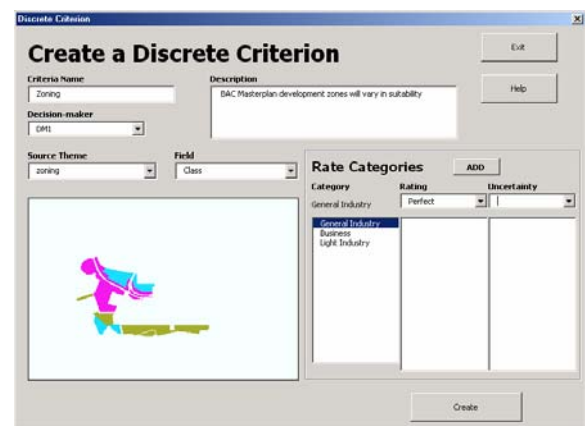 Discrete Criterion
Create a Discrete Criterion
Exit
Criteria Name
Description
Zoning
BAC Masterplan development zones will vary in suitability
Help
Decision-maker
DM1
Source Theme
Field
zoning
Class
Rate Categories
ADD
Category
Rating
Uncertainty
General Industry
Perfect
General Industry
Business
Light Industry
Create